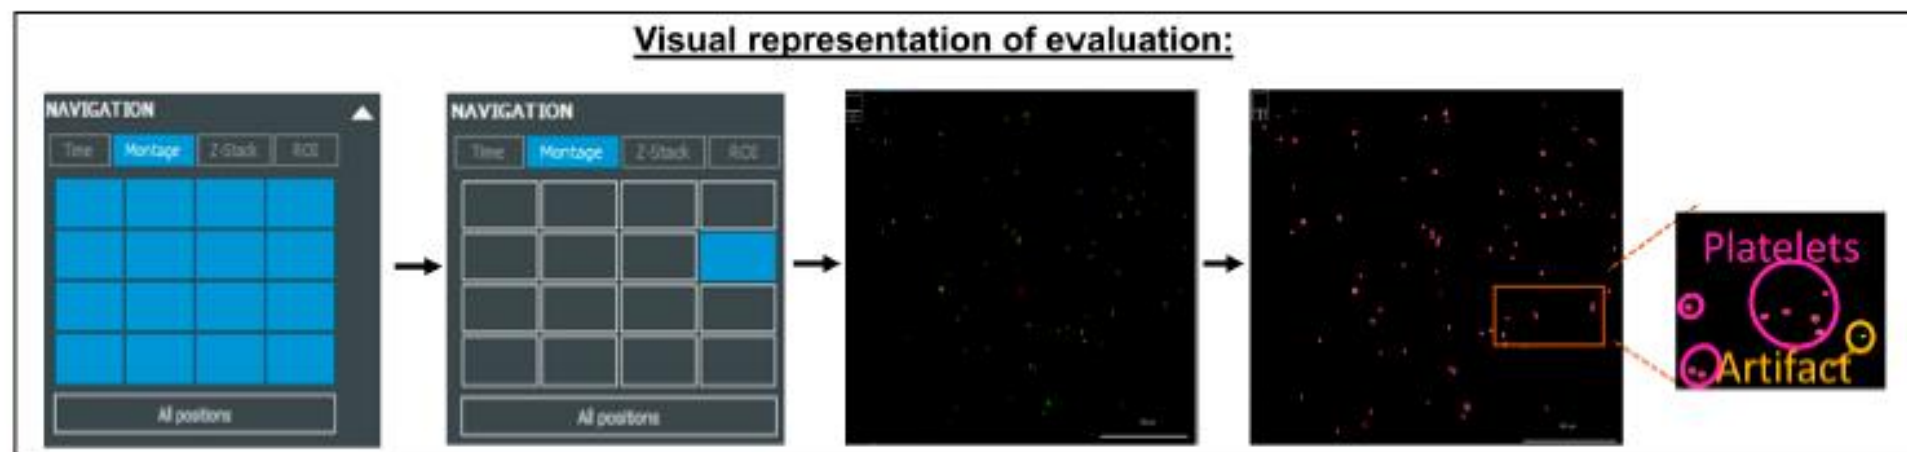 Visual representation of evaluation:
NAVIGATION
Time Montage Z-Stack ROI
All positions
NAVIGATION
Time Montage Z-Stack ROI
All positions
Platelets
Artifact